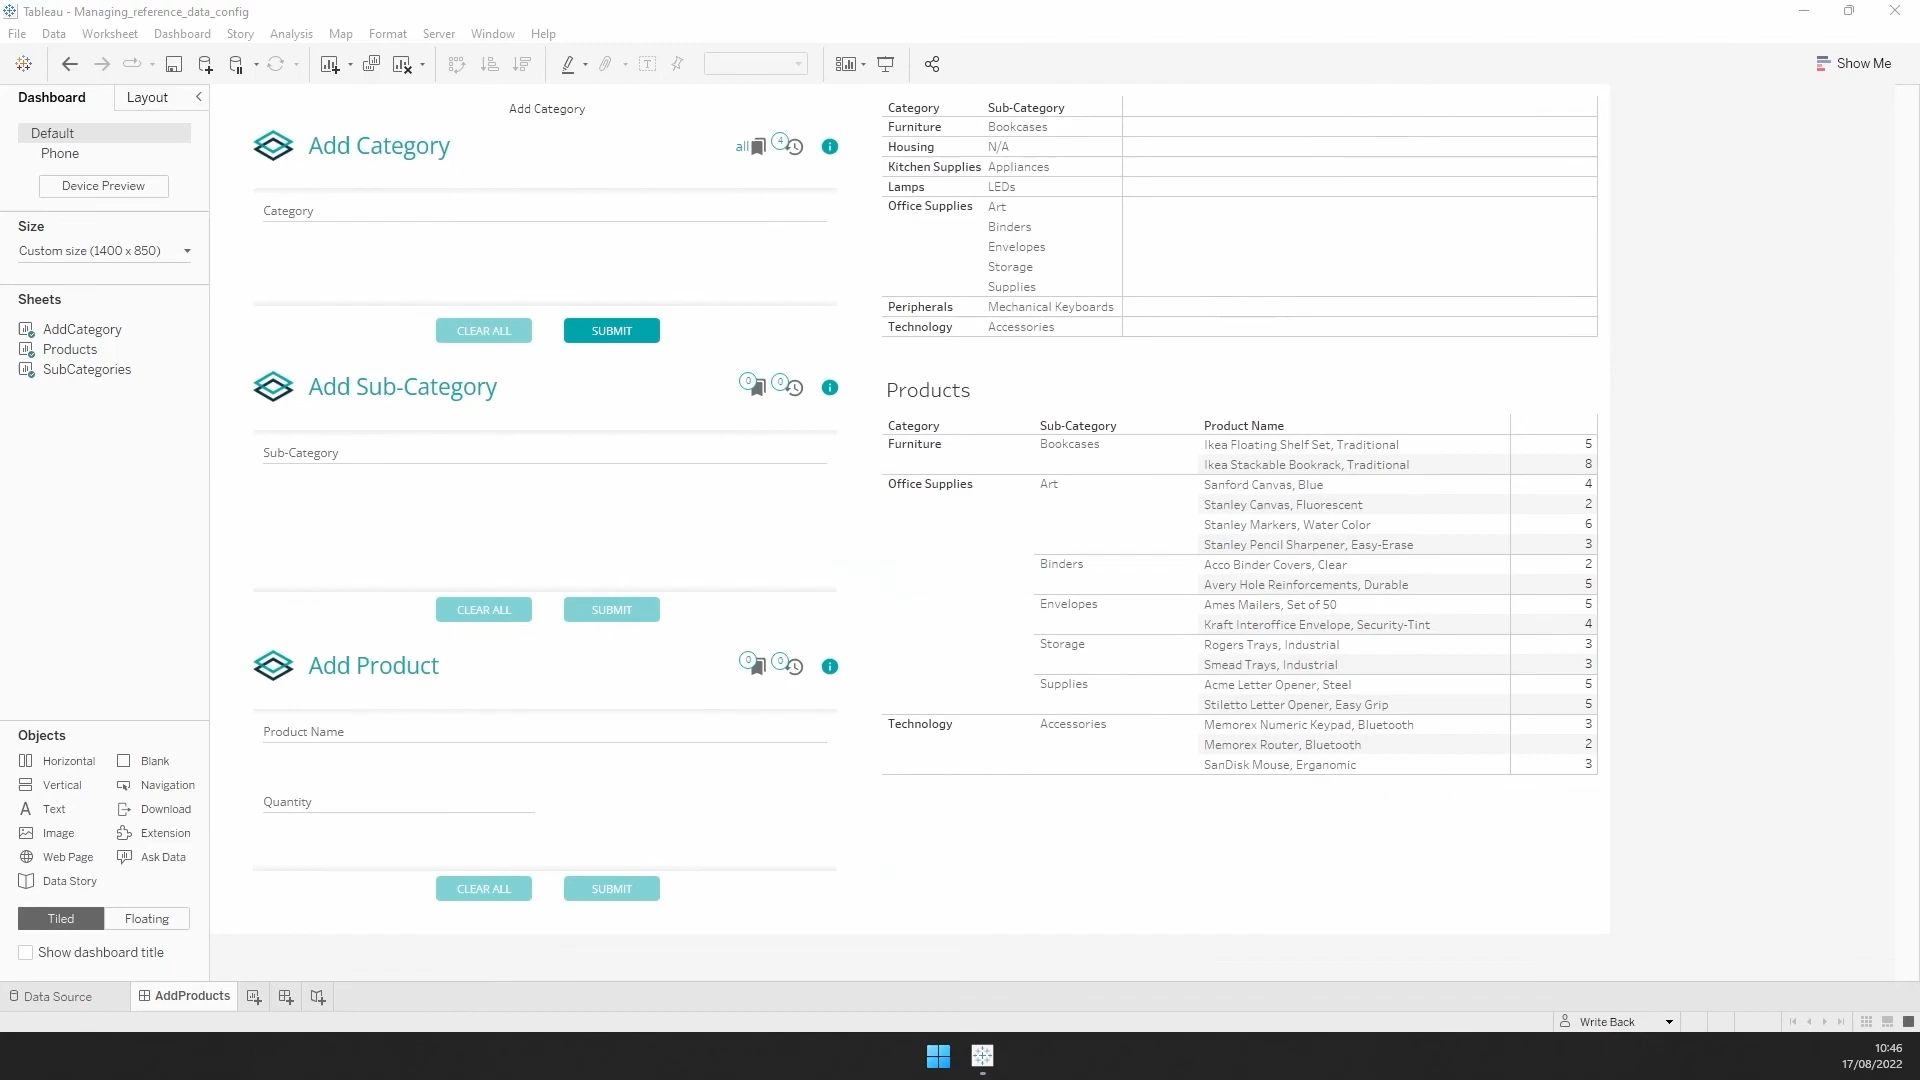 Tableau - Managing_reference_data_config
File Data Worksheet Dashboard Story Analysis Map Format Server Window Help
Show Me
Dashboard Layout
Default
Phone
Device Preview
Size
Custom size (1400 x 850)
Sheets
AddCategory
Products
SubCategories
Objects
Horizontal Blank
Vertical Navigation
Text Download
Image Extension
Web Page Ask Data
Data Story
Tiled Floating
Show dashboard title
Add Category
Add Category all 4
Category
CLEAR ALL SUBMIT
Add Sub-Category 0 0
Sub-Category
CLEAR ALL SUBMIT
Add Product 0 0
Product Name
Quantity
CLEAR ALL SUBMIT
Category Sub-Category
Furniture Bookcases
Housing N/A
Kitchen Supplies Appliances
Lamps LEDs
Office Supplies Art
Binders
Envelopes
Storage
Supplies
Peripherals Mechanical Keyboards
Technology Accessories
Products
Category Sub-Category Product Name
Furniture Bookcases Ikea Floating Shelf Set, Traditional 5
Ikea Stackable Bookrack, Traditional 8
Office Supplies Art Sanford Canvas, Blue 4
Stanley Canvas, Fluorescent 2
Stanley Markers, Water Color 6
Stanley Pencil Sharpener, Easy-Erase 3
Binders Acco Binder Covers, Clear 2
Avery Hole Reinforcements, Durable 5
Envelopes Ames Mailers, Set of 50 5
Kraft Interoffice Envelope, Security-Tint 4
Storage Rogers Trays, Industrial 3
Smead Trays, Industrial 3
Supplies Acme Letter Opener, Steel 5
Stiletto Letter Opener, Easy Grip 5
Technology Accessories Memorex Numeric Keypad, Bluetooth 3
Memorex Router, Bluetooth 2
SanDisk Mouse, Erganomic 3
Data Source AddProducts
Write Back
10:46
17/08/2022